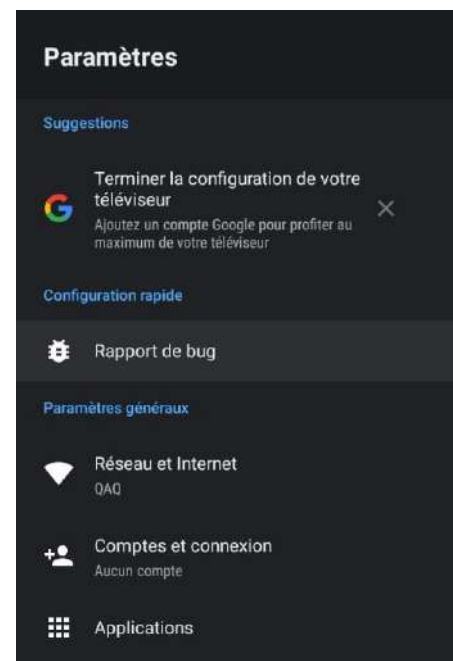 Paramètres
Suggestions
Terminer la configuration de votre
téléviseur
Ajoutez un compte Google pour profiter au
maximum de votre téléviseur
Configuration rapide
Rapport de bug
Paramètres généraux
Réseau et Internet
QAQ
Comptes et connexion
Aucun compte
Applications